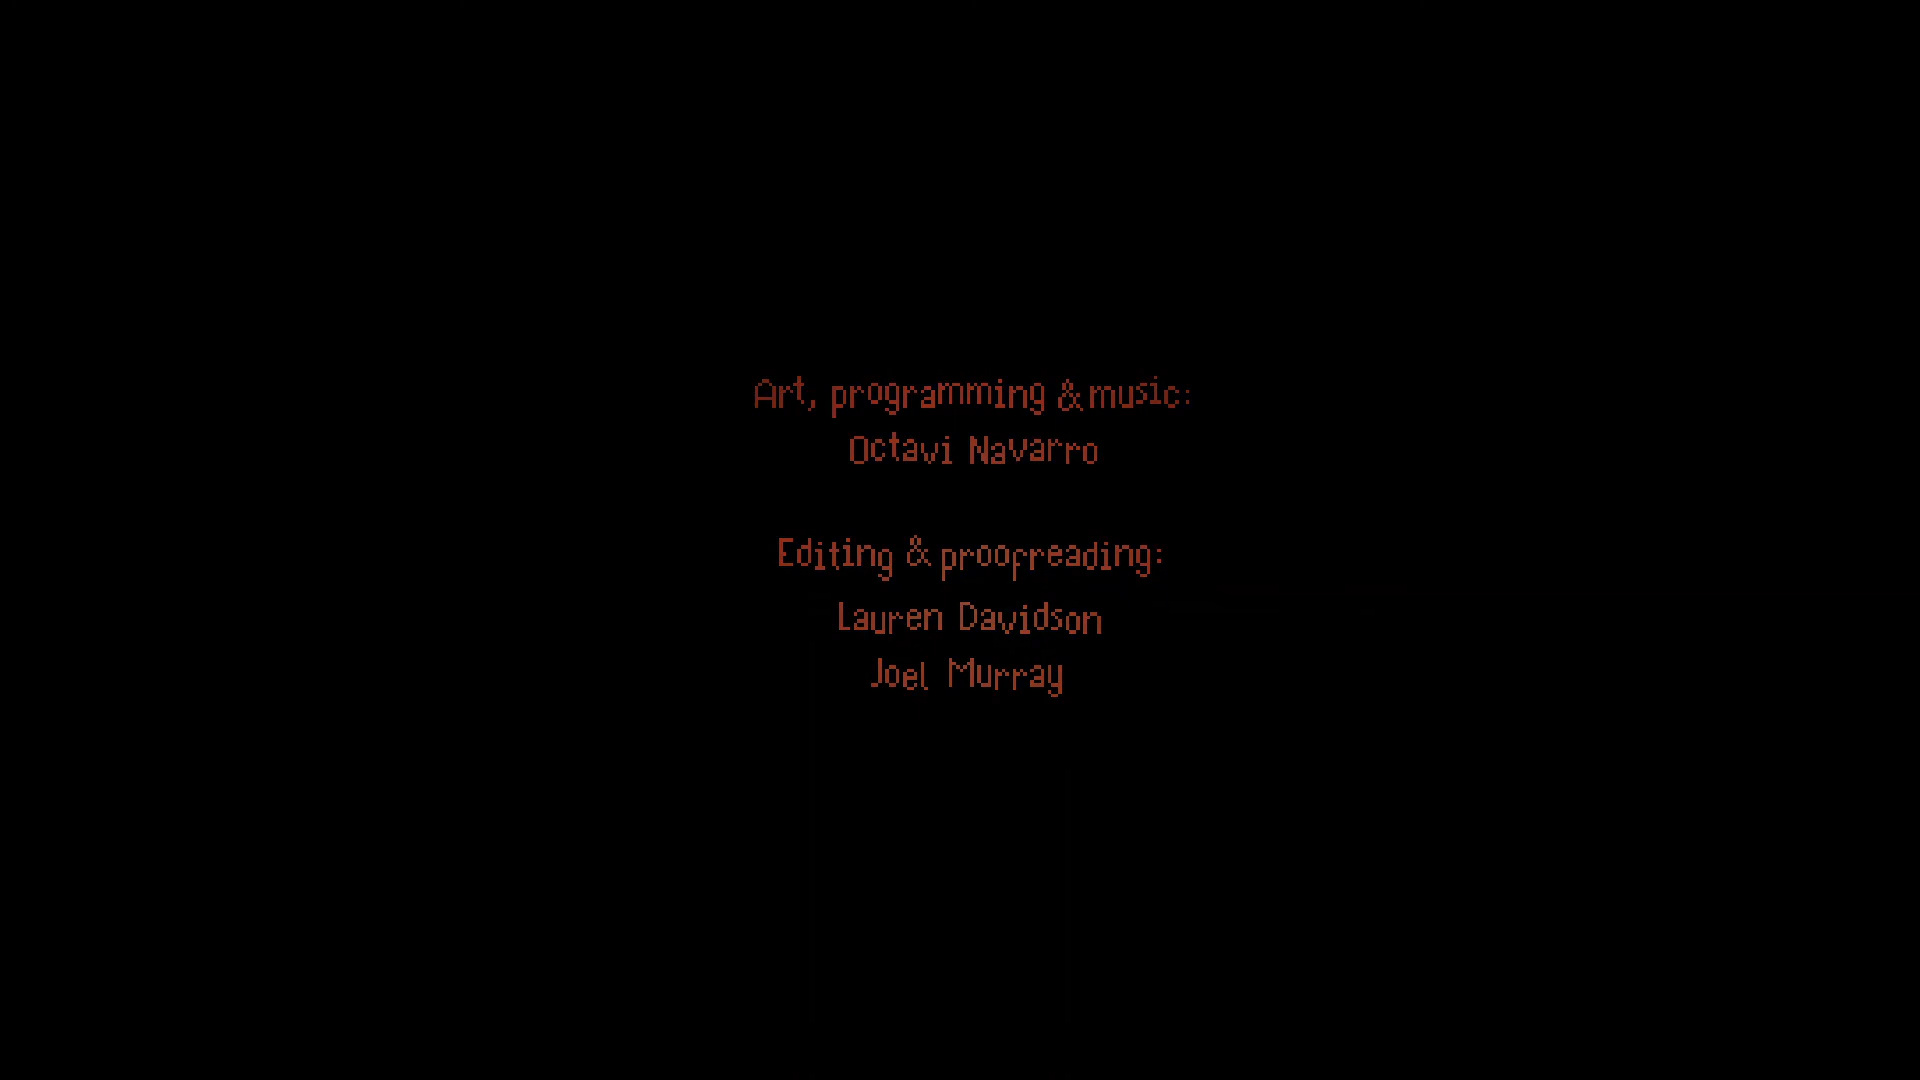 Art, programming & music:
Octavi Navarro
Editing & proofreading:
Lauren Davidson
Joel Murray